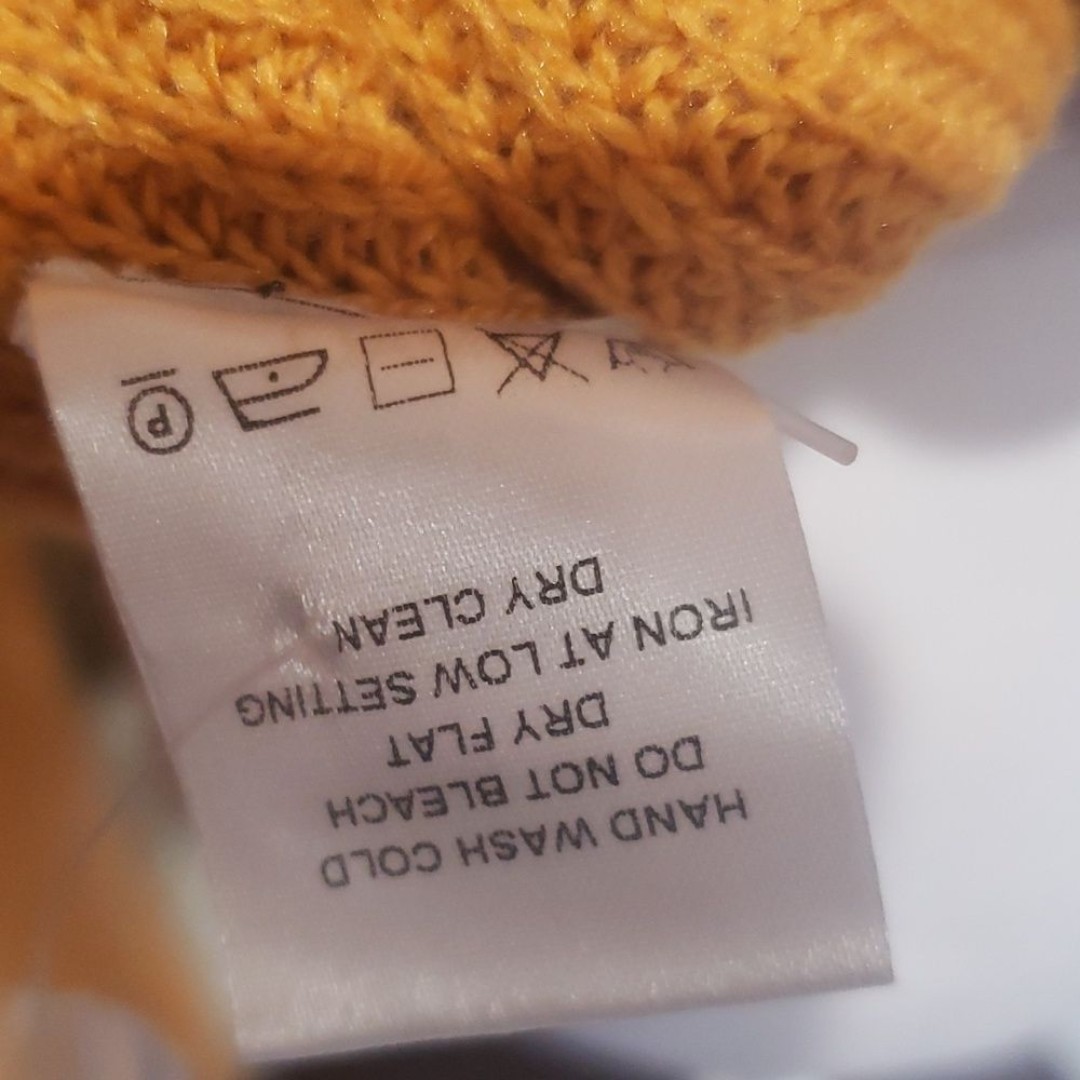 HAND WASH COLD
DO NOT BLEACH
DRY FLAT
IRON AT LOW SETTING
DRY CLEAN
P